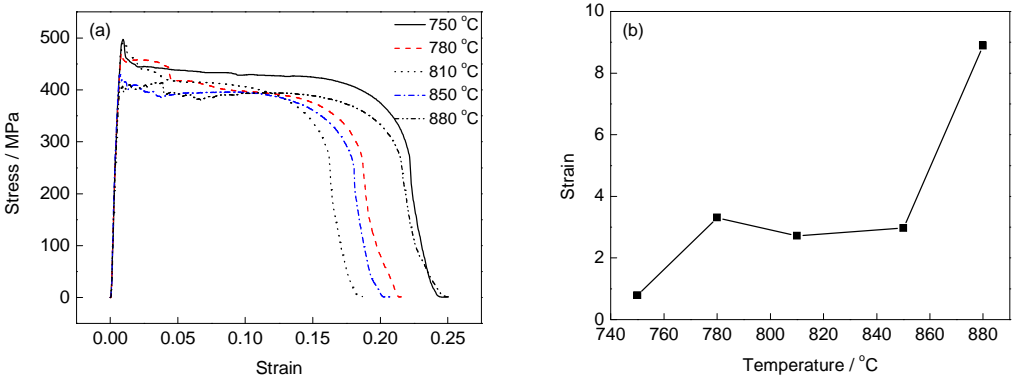 (a)
750 °C
780 °C
810 °C
850 °C
880 °C
500
400
300
200
100
0
Stress / MPa
0.00 0.05 0.10 0.15 0.20 0.25
Strain
(b)
10
8
6
4
2
0
Strain
740 760 780 800 820 840 860 880
Temperature / °C